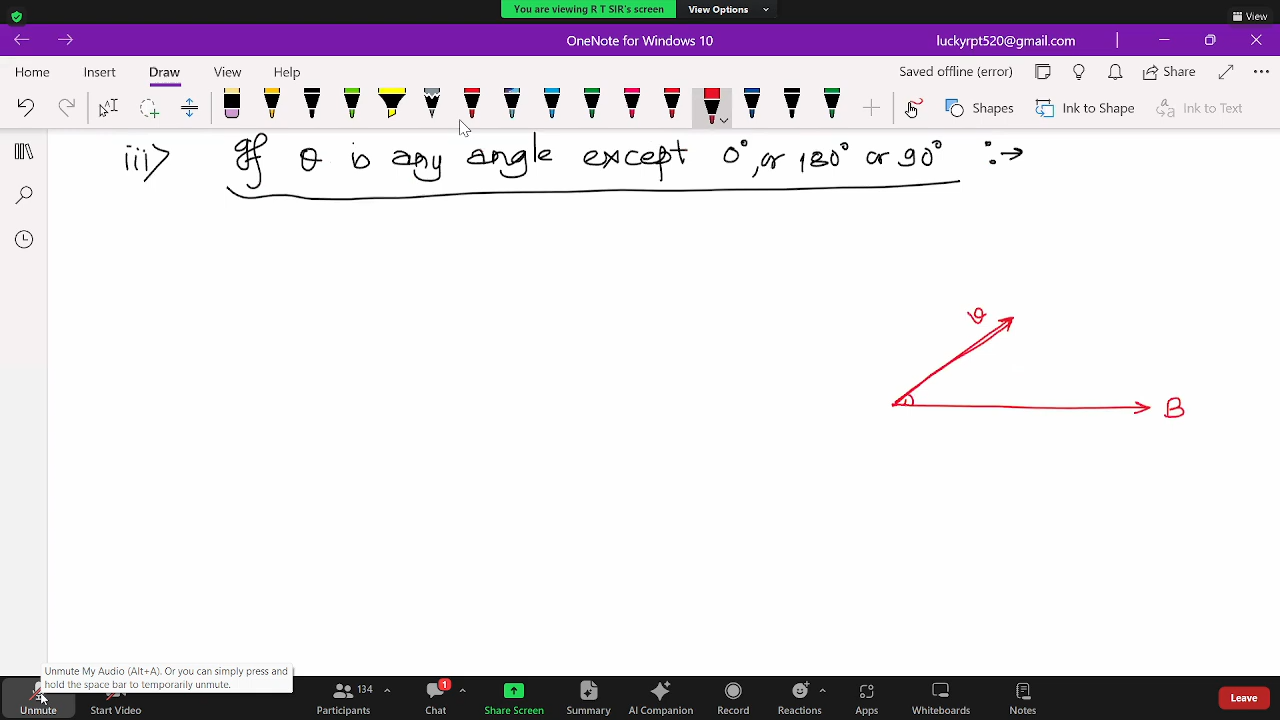 You are viewing R T SIR's screen
View Options
View
OneNote for Windows 10
luckyrpt520@gmail.com
Home Insert Draw View Help
Saved offline (error)
Share
Shapes
Ink to Shape
Ink to Text
iii> If θ is any angle except 0°, or 180° or 90° :→
v
B
Unmute My Audio (Alt+A). Or you can simply press and
hold the space bar to temporarily unmute.
Unmute
Start Video
134
Participants
1
Chat
Share Screen
Summary
AI Companion
Record
Reactions
Apps
Whiteboards
Notes
Leave